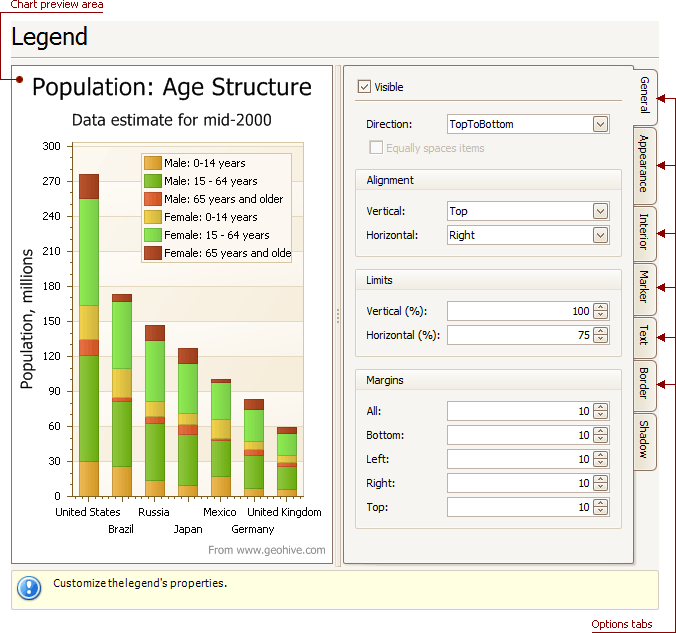 Chart preview area
Legend
Population: Age Structure
Data estimate for mid-2000
Population, millions
300
270
240
210
180
150
120
90
60
30
0
Male: 0-14 years
Male: 15 - 64 years
Male: 65 years and older
Female: 0-14 years
Female: 15 - 64 years
Female: 65 years and olde
United States
Brazil
Russia
Japan
Mexico
Germany
United Kingdom
From www.geohive.com
Visible
Direction: TopToBottom
Equally spaces items
Alignment
Vertical: Top
Horizontal: Right
Limits
Vertical (%): 100
Horizontal (%): 75
Margins
All: 10
Bottom: 10
Left: 10
Right: 10
Top: 10
General
Appearance
Interior
Marker
Text
Border
Shadow
Customize the legend's properties.
Options tabs